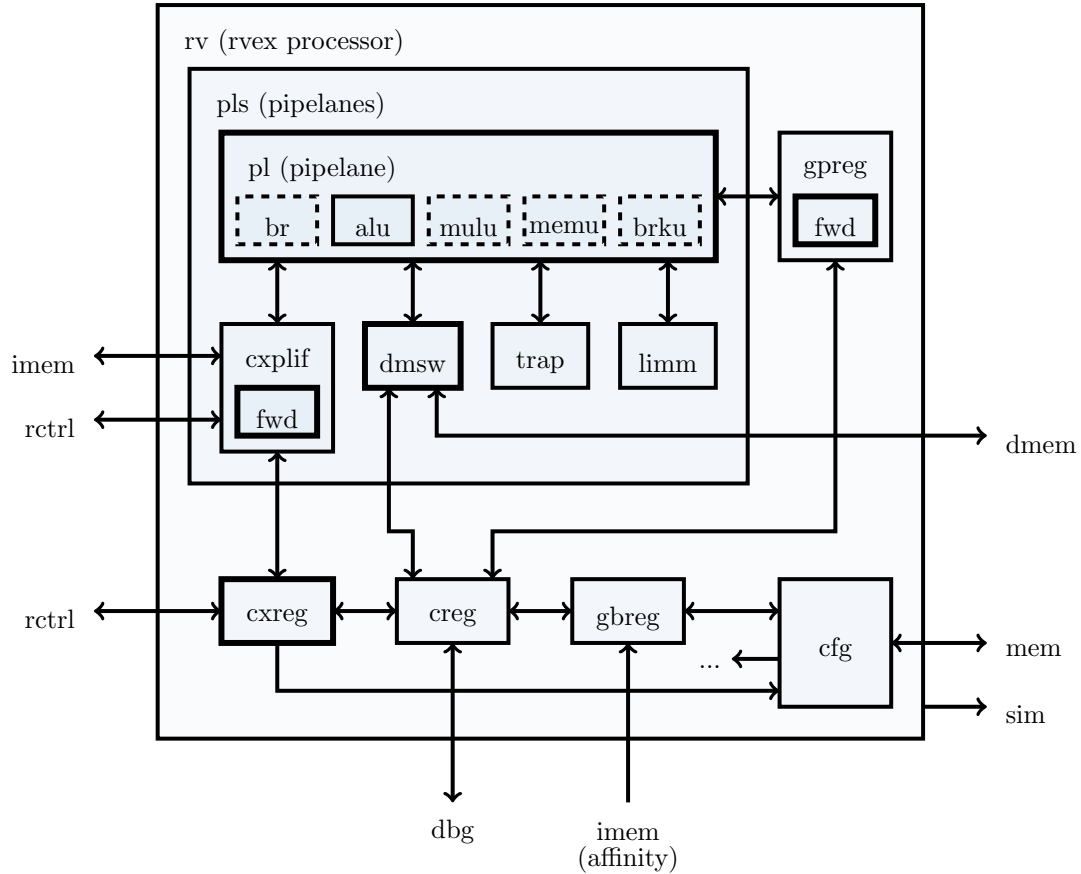 rv (rvex processor)
pls (pipelanes)
pl (pipelane)
gpreg
br
alu
mulu
memu
brku
fwd
imem
cxplif
dmsw
trap
limm
fwd
rctrl
dmem
rctrl
cxreg
creg
gbreg
cfg
mem
...
sim
dbg
imem
(affinity)